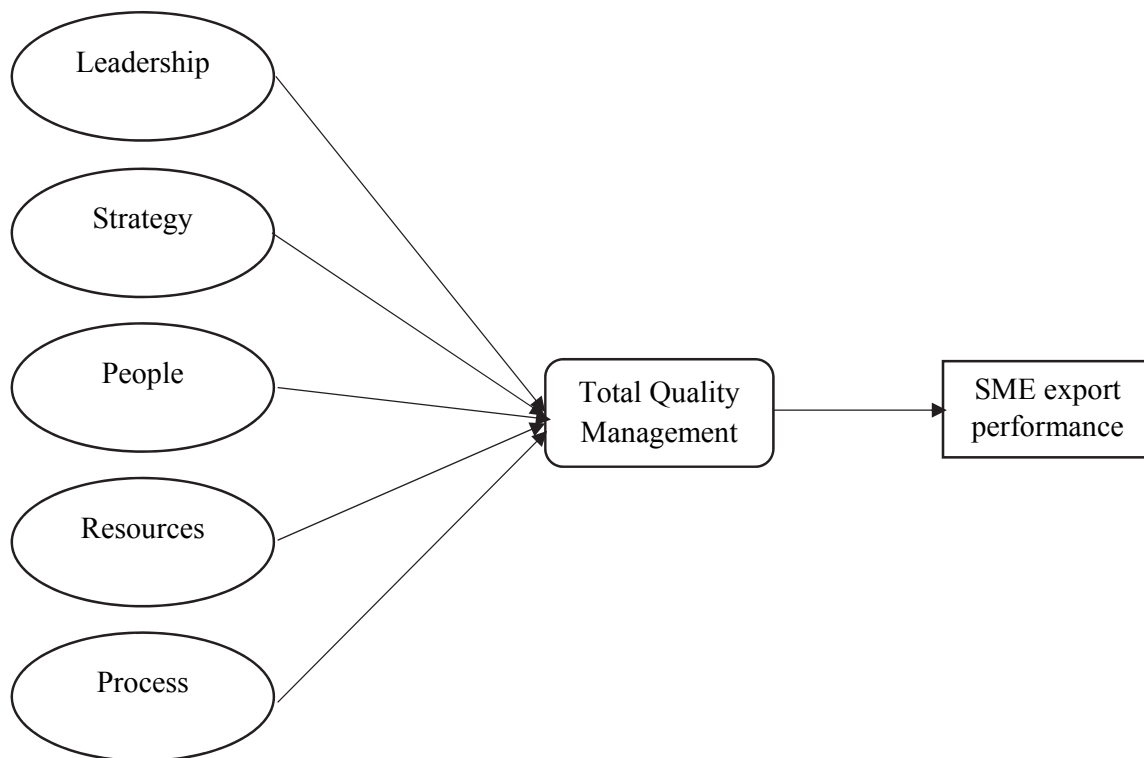 Leadership
Strategy
People
Resources
Process
Total Quality
Management
SME export
performance